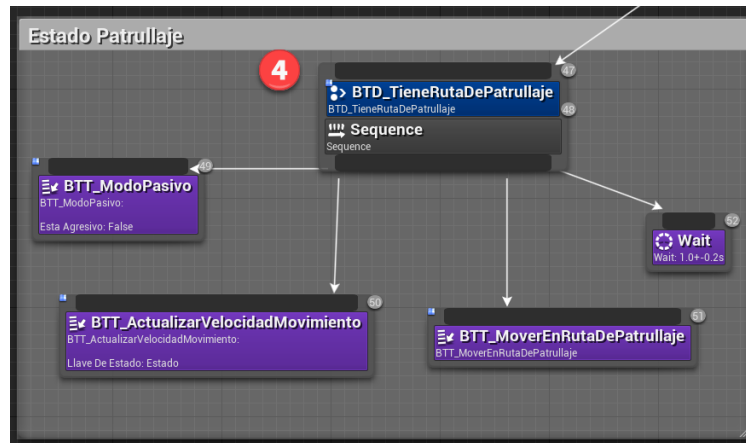 Estado Patrullaje
4
47
BTD_TieneRutaDePatrullaje
BTD_TieneRutaDePatrullaje
48
Sequence
Sequence
49
BTT_ModoPasivo
BTT_ModoPasivo:
Esta Agresivo: False
52
Wait
Wait: 1.0+-0.2s
50
BTT_ActualizarVelocidadMovimiento
BTT_ActualizarVelocidadMovimiento:
Llave De Estado: Estado
51
BTT_MoverEnRutaDePatrullaje
BTT_MoverEnRutaDePatrullaje